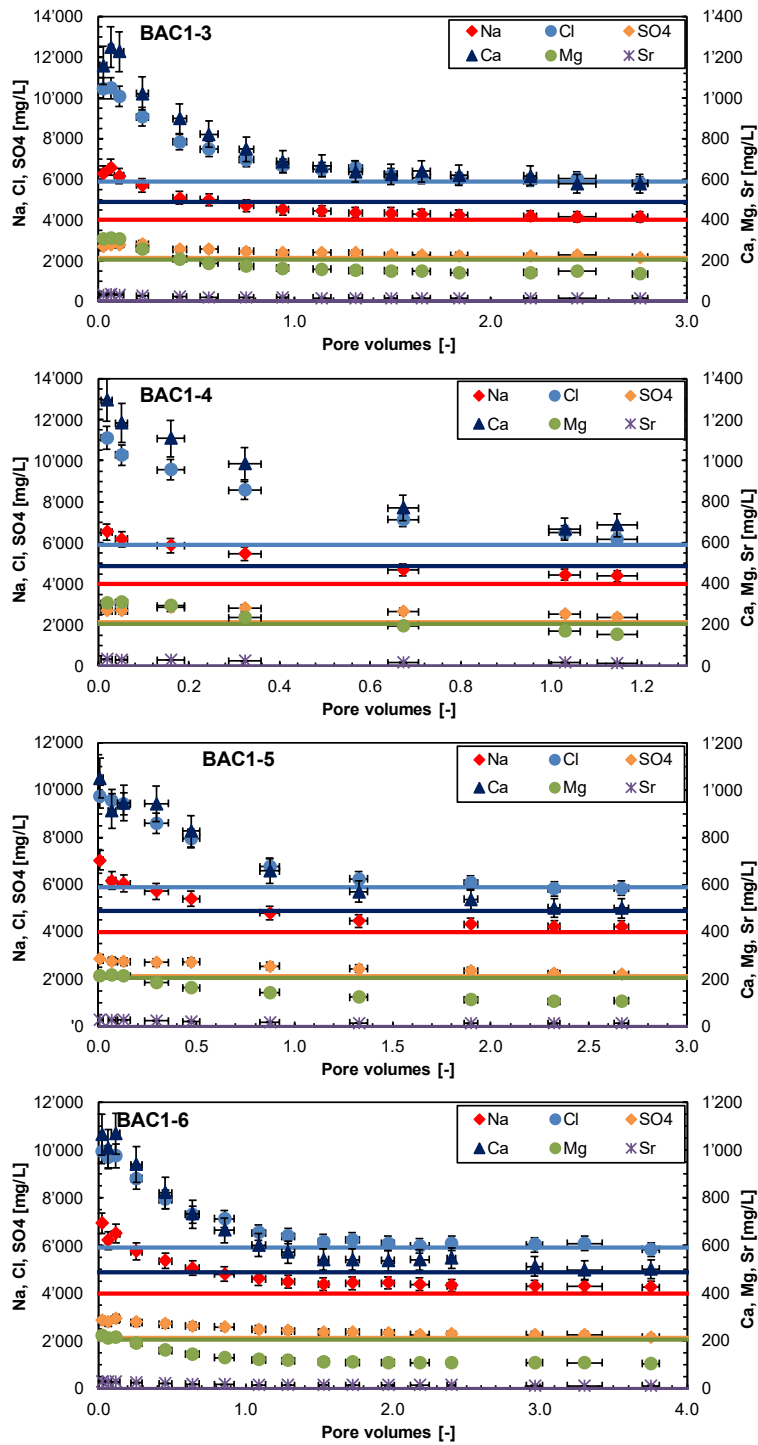 BAC1-3
Na Cl SO4
Ca Mg Sr
14'000 1'400
12'000 1'200
10'000 1'000
8'000 800
6'000 600
4'000 400
2'000 200
0 0
0.0 1.0 2.0 3.0
Na, Cl, SO4 [mg/L]
Ca, Mg, Sr [mg/L]
Pore volumes [-]
BAC1-4
Na Cl SO4
Ca Mg Sr
14'000 1'400
12'000 1'200
10'000 1'000
8'000 800
6'000 600
4'000 400
2'000 200
0 0
0.0 0.2 0.4 0.6 0.8 1.0 1.2
Na, Cl, SO4 [mg/L]
Ca, Mg, Sr [mg/L]
Pore volumes [-]
BAC1-5
Na Cl SO4
Ca Mg Sr
12'000 1'200
10'000 1'000
8'000 800
6'000 600
4'000 400
2'000 200
'0 0
0.0 0.5 1.0 1.5 2.0 2.5 3.0
Na, Cl, SO4 [mg/L]
Ca, Mg, Sr [mg/L]
Pore volumes [-]
BAC1-6
Na Cl SO4
Ca Mg Sr
12'000 1'200
10'000 1'000
8'000 800
6'000 600
4'000 400
2'000 200
0 0
0.0 1.0 2.0 3.0 4.0
Na, Cl, SO4 [mg/L]
Ca, Mg, Sr [mg/L]
Pore volumes [-]